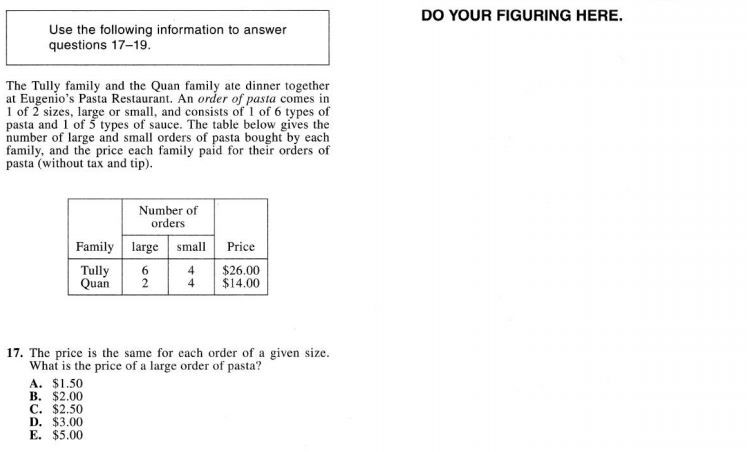 DO YOUR FIGURING HERE.
Use the following information to answer
questions 17–19.
The Tully family and the Quan family ate dinner together
at Eugenio's Pasta Restaurant. An order of pasta comes in
1 of 2 sizes, large or small, and consists of 1 of 6 types of
pasta and 1 of 5 types of sauce. The table below gives the
number of large and small orders of pasta bought by each
family, and the price each family paid for their orders of
pasta (without tax and tip).
Number of
orders
Family large small Price
Tully 6 4 $26.00
Quan 2 4 $14.00
17. The price is the same for each order of a given size.
What is the price of a large order of pasta?
A. $1.50
B. $2.00
C. $2.50
D. $3.00
E. $5.00